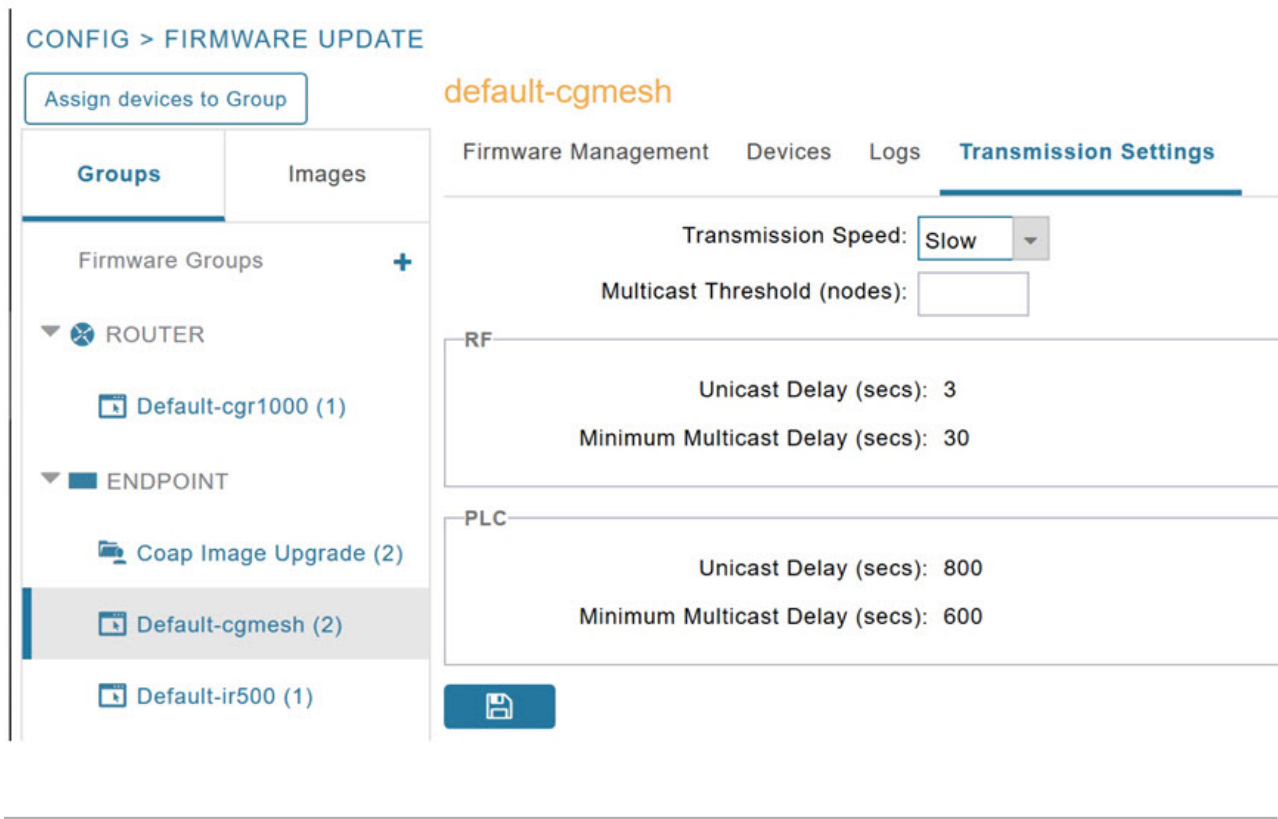 CONFIG > FIRMWARE UPDATE
Assign devices to Group
default-cgmesh
Groups
Images
Firmware Management
Devices
Logs
Transmission Settings
Firmware Groups
ROUTER
Default-cgr1000 (1)
ENDPOINT
Coap Image Upgrade (2)
Default-cgmesh (2)
Default-ir500 (1)
Transmission Speed: Slow
Multicast Threshold (nodes):
RF
Unicast Delay (secs): 3
Minimum Multicast Delay (secs): 30
PLC
Unicast Delay (secs): 800
Minimum Multicast Delay (secs): 600